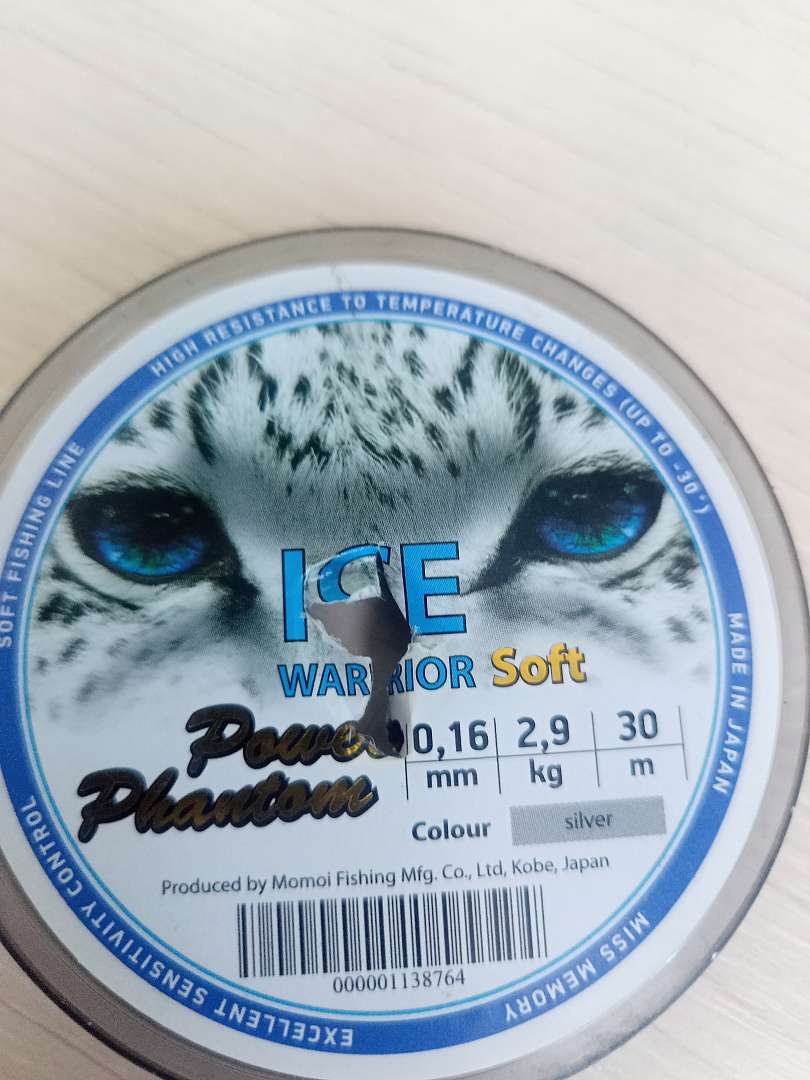 HIGH RESISTANCE TO TEMPERATURE CHANGES (UP TO -30°)
SOFT FISHING LINE
MADE IN JAPAN
ICE
WARRIOR Soft
Power
Phantom
0,16 2,9 30
mm kg m
Colour silver
Produced by Momoi Fishing Mfg. Co., Ltd, Kobe, Japan
000001138764
EXCELLENT SENSITIVITY CONTROL
MISS MEMORY